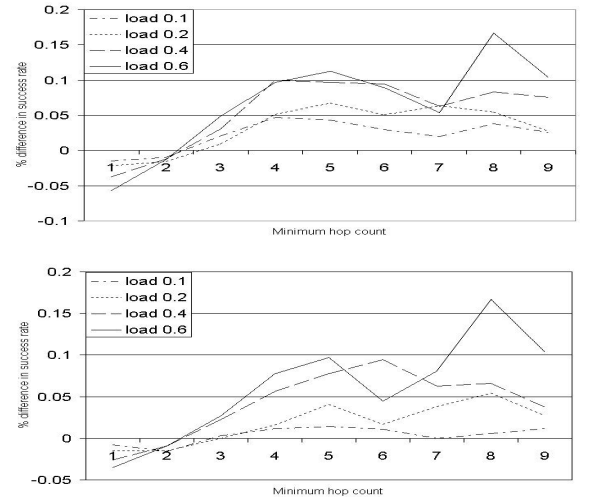 0.2
load 0.1
load 0.2
load 0.4
load 0.6
0.15
0.1
0.05
0
-0.05
-0.1
% difference in success rate
1 2 3 4 5 6 7 8 9
Minimum hop count
0.2
load 0.1
load 0.2
load 0.4
load 0.6
0.15
0.1
0.05
0
-0.05
% difference in success rate
1 2 3 4 5 6 7 8 9
Minimum hop count